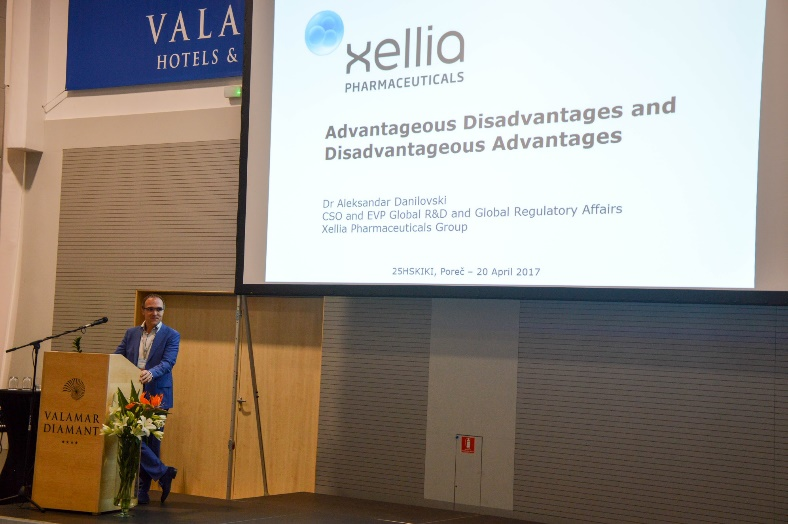 VALA
HOTELS &
xellia
PHARMACEUTICALS
Advantageous Disadvantages and
Disadvantageous Advantages
Dr Aleksandar Danilovski
CSO and EVP Global R&D and Global Regulatory Affairs
Xellia Pharmaceuticals Group
25HSKIKI, Poreč – 20 April 2017
VALAMAR
DIAMANT